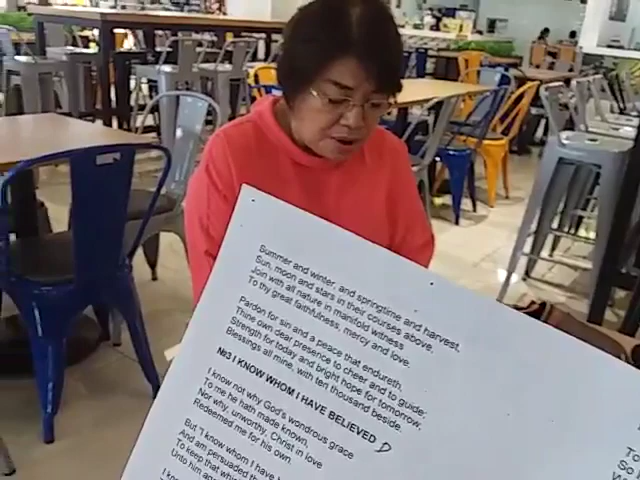 Summer and winter, and springtime and harvest,
Sun, moon and stars in their courses above,
Join with all nature in manifold witness
To thy great faithfulness, mercy and love.
Pardon for sin and a peace that endureth,
Thine own dear presence to cheer and to guide;
Strength for today and bright hope for tomorrow,
Blessings all mine, with ten thousand beside.
№3 I KNOW WHOM I HAVE BELIEVED D
I know not why God's wondrous grace
To me he hath made known,
Nor why, unworthy, Christ in love
Redeemed me for his own.
But "I know whom I have
And am persuaded
To keep that
Unto him
To
So